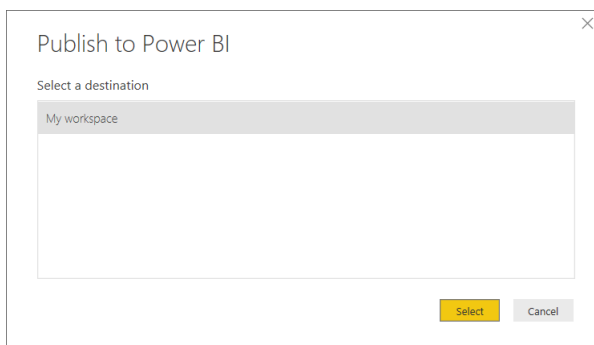 Publish to Power BI
Select a destination
My workspace
Select Cancel